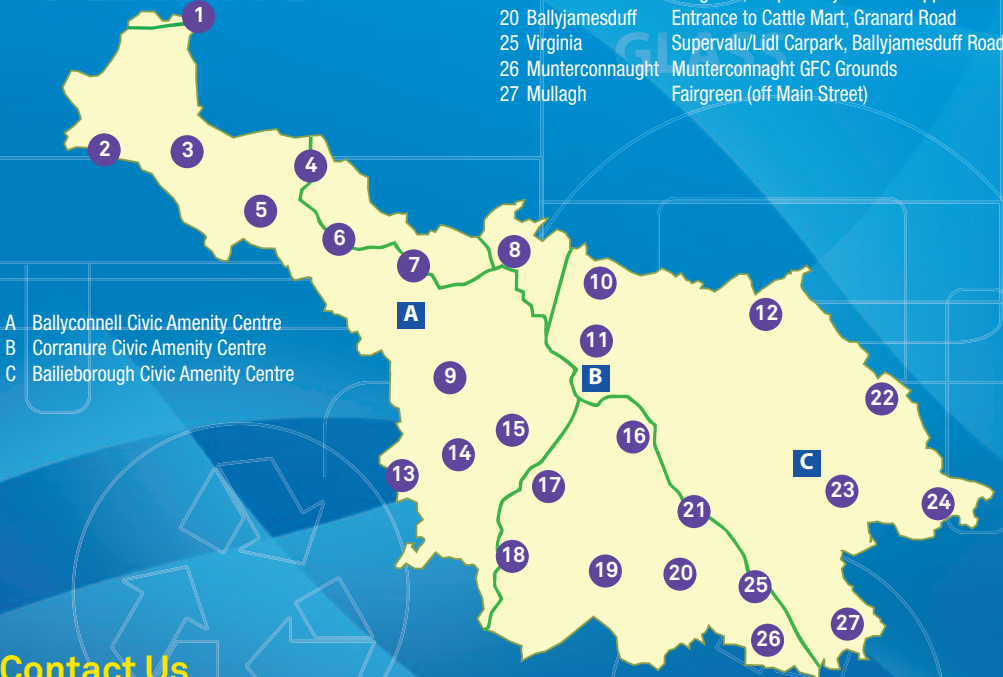 20 Ballyjamesduff Entrance to Cattle Mart, Granard Road
25 Virginia Supervalu/Lidl Carpark, Ballyjamesduff Road
26 Munterconnaught Munterconnaght GFC Grounds
27 Mullagh Fairgreen (off Main Street)
GLASS
1
2
3
4
5
6
7
8
10
12
A
11
A Ballyconnell Civic Amenity Centre
B Corranure Civic Amenity Centre
C Bailieborough Civic Amenity Centre
9
B
22
15
16
14
13
C
17
23
24
21
18
19
20
25
26
27
Contact Us